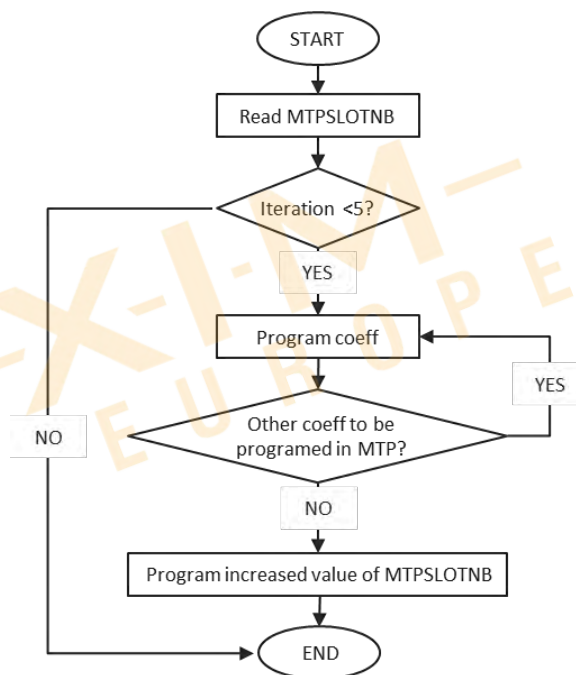 START
Read MTPSLOTNB
Iteration <5?
YES
Program coeff
YES
Other coeff to be
programed in MTP?
NO
NO
Program increased value of MTPSLOTNB
END
X-I-M
EUROPE